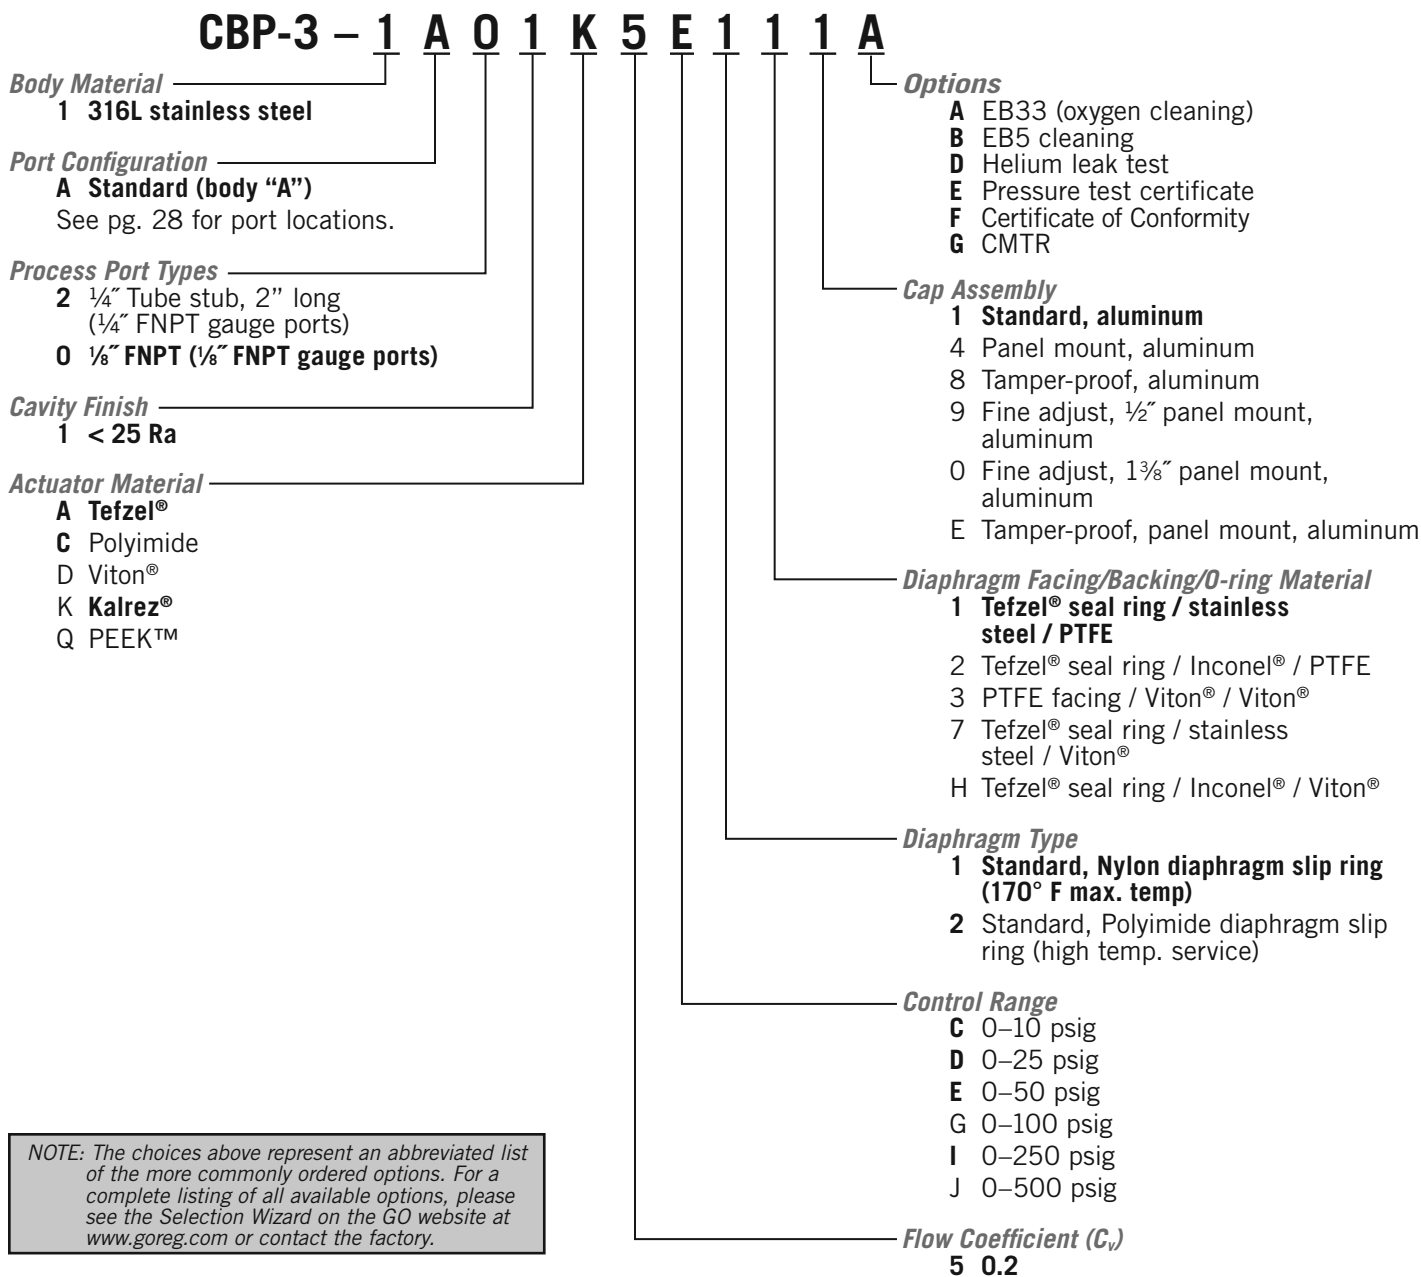 CBP-3 – 1 A 0 1 K 5 E 1 1 1 A
Body Material
1 316L stainless steel
Port Configuration
A Standard (body “A”)
See pg. 28 for port locations.
Process Port Types
2 ¼˝ Tube stub, 2” long
(¼˝ FNPT gauge ports)
0 ⅛˝ FNPT (⅛˝ FNPT gauge ports)
Cavity Finish
1 < 25 Ra
Actuator Material
A Tefzel®
C Polyimide
D Viton®
K Kalrez®
Q PEEK™
NOTE: The choices above represent an abbreviated list
of the more commonly ordered options. For a
complete listing of all available options, please
see the Selection Wizard on the GO website at
www.goreg.com or contact the factory.
Options
A EB33 (oxygen cleaning)
B EB5 cleaning
D Helium leak test
E Pressure test certificate
F Certificate of Conformity
G CMTR
Cap Assembly
1 Standard, aluminum
4 Panel mount, aluminum
8 Tamper-proof, aluminum
9 Fine adjust, ½˝ panel mount,
aluminum
0 Fine adjust, 1⅜˝ panel mount,
aluminum
E Tamper-proof, panel mount, aluminum
Diaphragm Facing/Backing/O-ring Material
1 Tefzel® seal ring / stainless
steel / PTFE
2 Tefzel® seal ring / Inconel® / PTFE
3 PTFE facing / Viton® / Viton®
7 Tefzel® seal ring / stainless
steel / Viton®
H Tefzel® seal ring / Inconel® / Viton®
Diaphragm Type
1 Standard, Nylon diaphragm slip ring
(170° F max. temp)
2 Standard, Polyimide diaphragm slip
ring (high temp. service)
Control Range
C 0–10 psig
D 0–25 psig
E 0–50 psig
G 0–100 psig
I 0–250 psig
J 0–500 psig
Flow Coefficient (Cv)
5 0.2